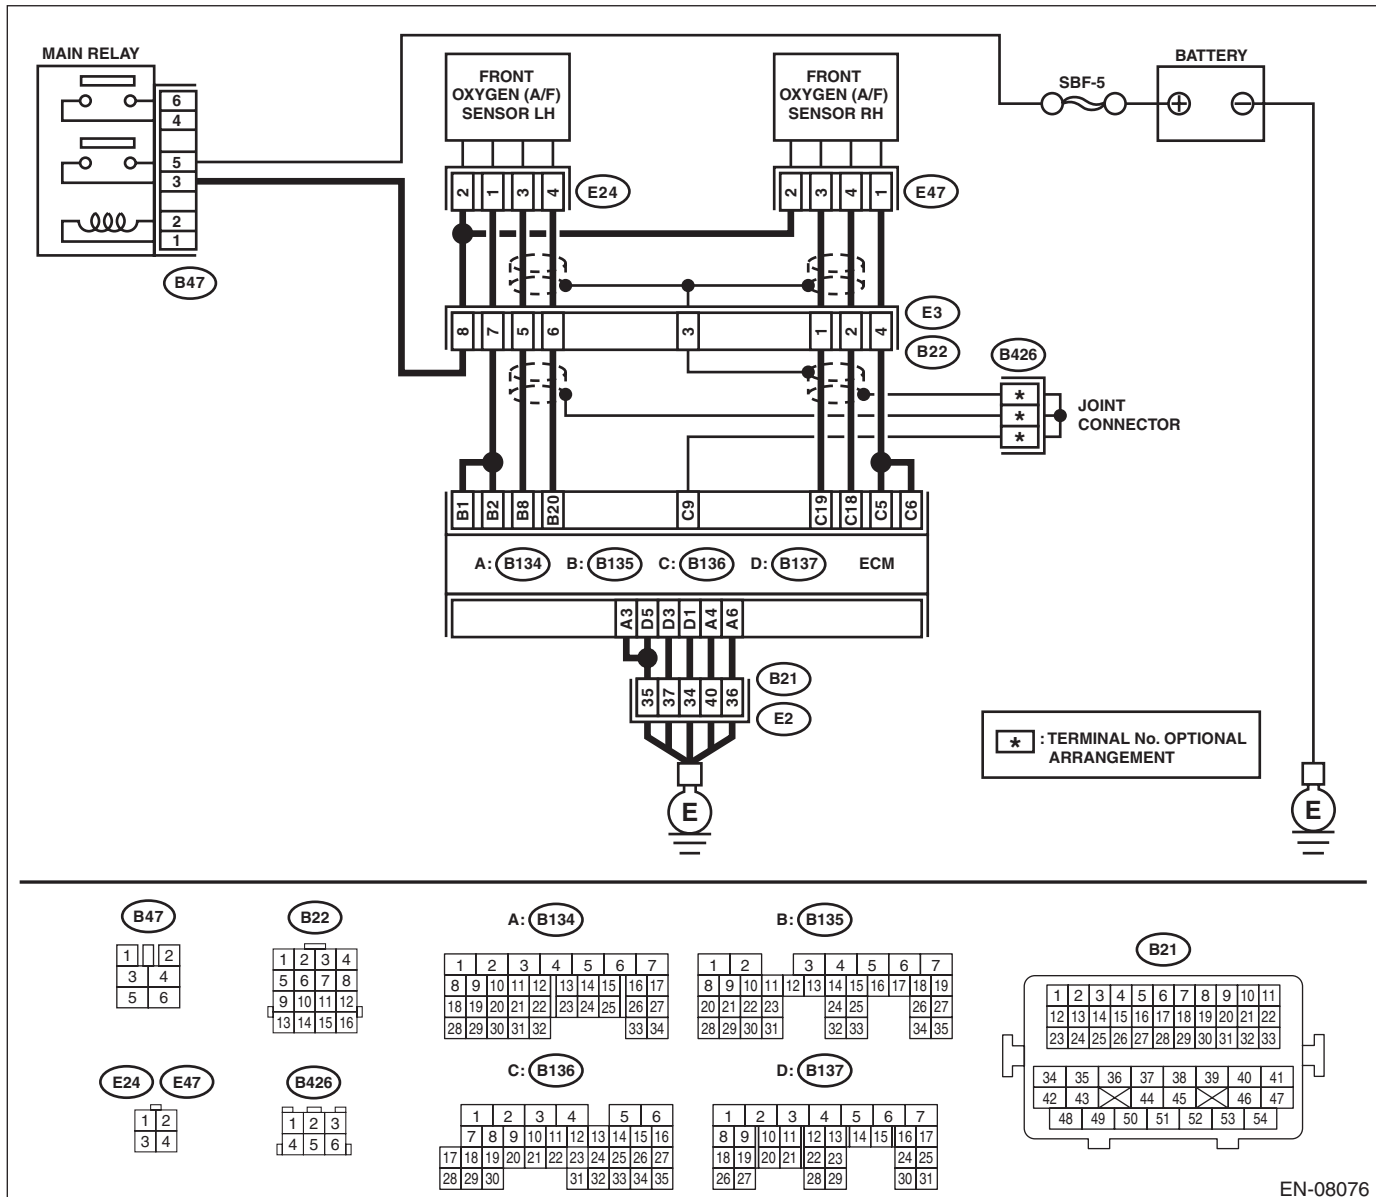 MAIN RELAY
6
4
5
3
2
1
B47
FRONT
OXYGEN (A/F)
SENSOR LH
2 1 3 4
E24
FRONT
OXYGEN (A/F)
SENSOR RH
2 3 4 1
E47
SBF-5
BATTERY
+ −
8 7 5 6 3 1 2 4
E3
B22
B426
*
*
*
JOINT
CONNECTOR
B1 B2 B8 B20 C9 C19 C18 C5 C6
A: B134 B: B135 C: B136 D: B137 ECM
A3 D5 D3 D1 A4 A6
35 37 34 40 36
B21
E2
E
* : TERMINAL No. OPTIONAL
ARRANGEMENT
E
B47
1 2
3 4
5 6
B22
1 2 3 4
5 6 7 8
9 10 11 12
13 14 15 16
A: B134
1 2 3 4 5 6 7
8 9 10 11 12 13 14 15 16 17
18 19 20 21 22 23 24 25 26 27
28 29 30 31 32 33 34
B: B135
1 2 3 4 5 6 7
8 9 10 11 12 13 14 15 16 17 18 19
20 21 22 23 24 25 26 27
28 29 30 31 32 33 34 35
B21
1 2 3 4 5 6 7 8 9 10 11
12 13 14 15 16 17 18 19 20 21 22
23 24 25 26 27 28 29 30 31 32 33
34 35 36 37 38 39 40 41
42 43 44 45 46 47
48 49 50 51 52 53 54
E24 E47
1 2
3 4
B426
1 2 3
4 5 6
C: B136
1 2 3 4 5 6
7 8 9 10 11 12 13 14 15 16
17 18 19 20 21 22 23 24 25 26 27
28 29 30 31 32 33 34 35
D: B137
1 2 3 4 5 6 7
8 9 10 11 12 13 14 15 16 17
18 19 20 21 22 23 24 25
26 27 28 29 30 31
EN-08076